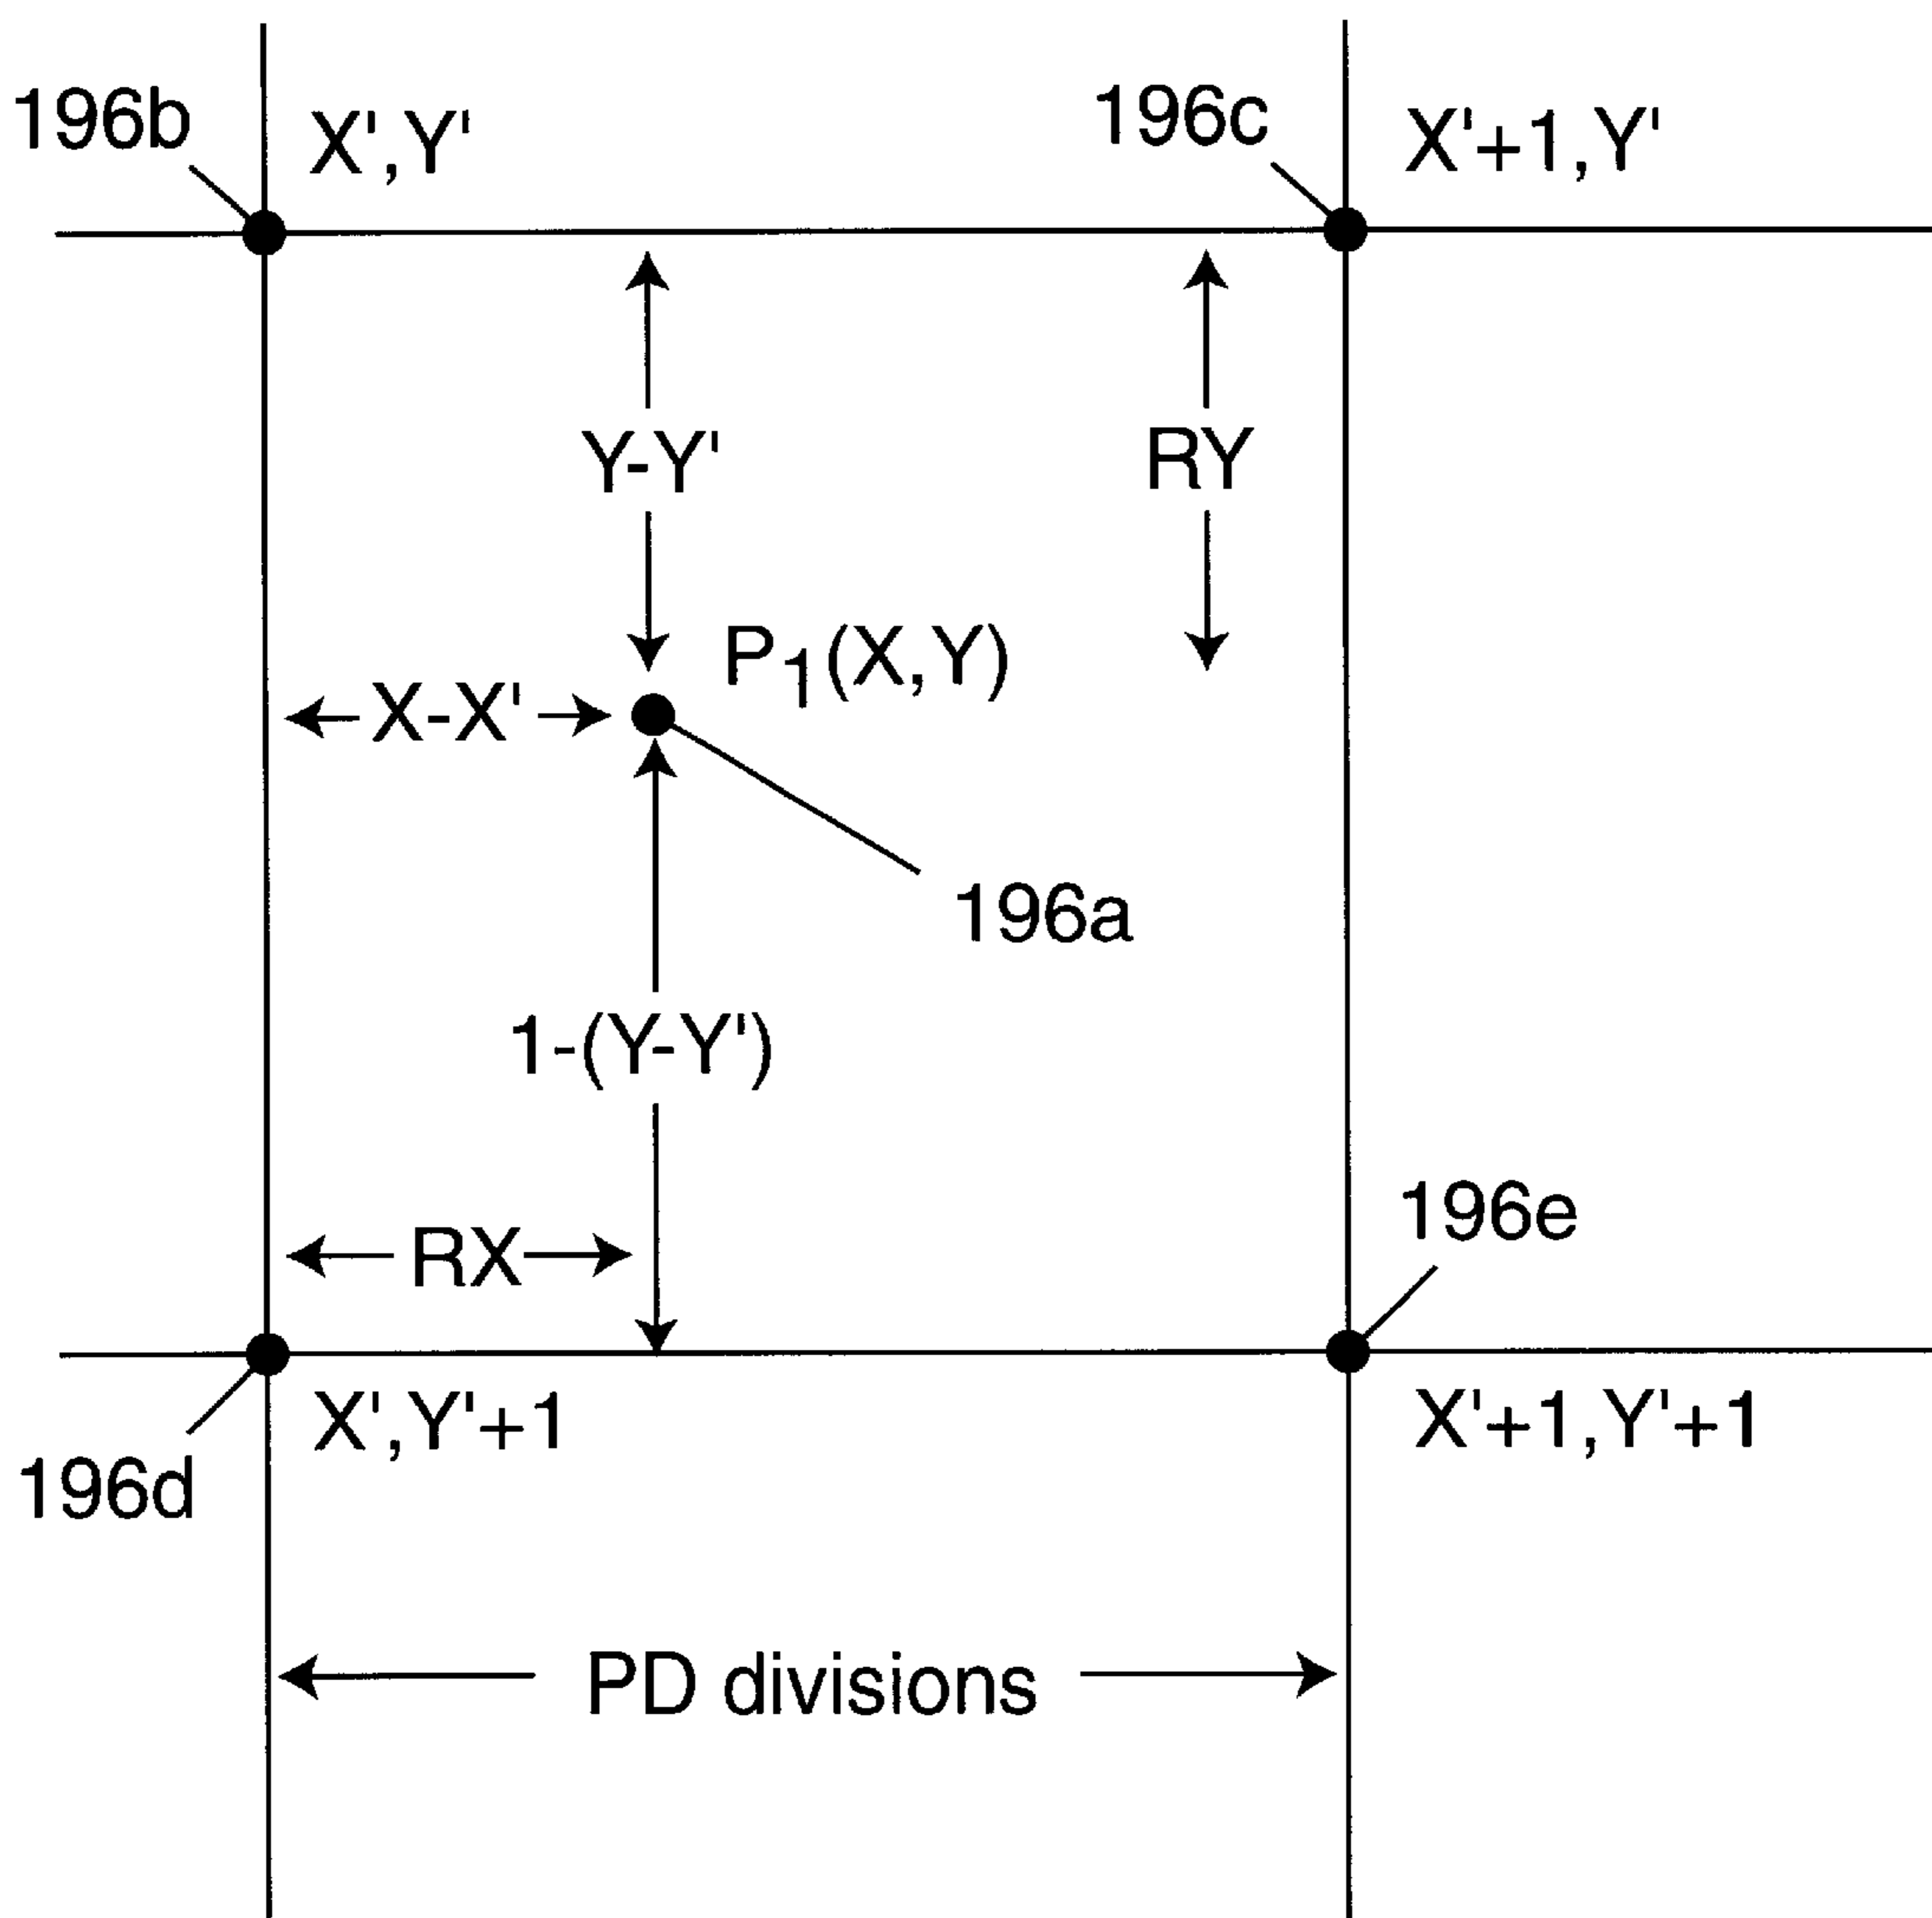 196b
X',Y'
196c
X'+1,Y'
Y-Y'
RY
P1(X,Y)
X-X'
196a
1-(Y-Y')
196e
RX
X',Y'+1
X'+1,Y'+1
196d
PD divisions